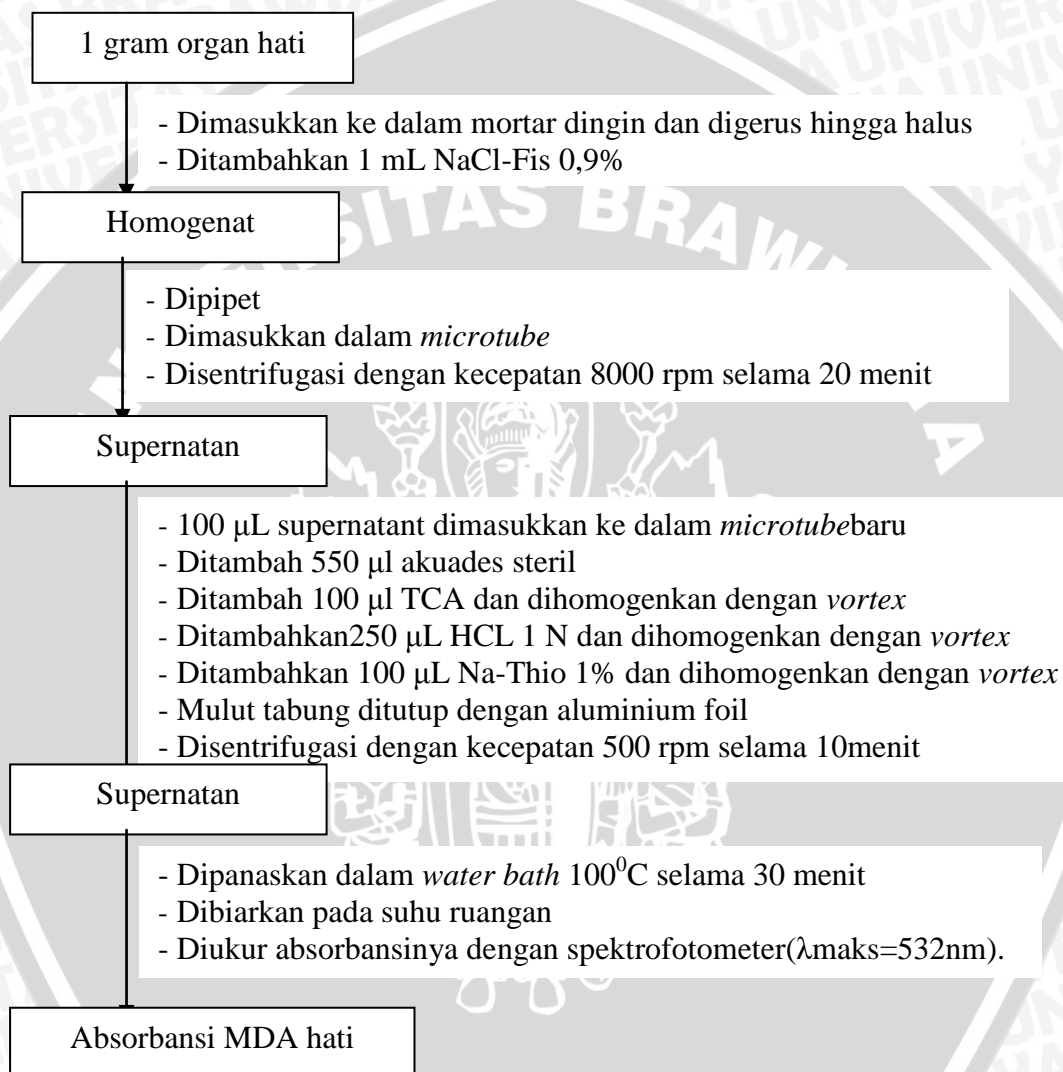 1 gram organ hati
- Dimasukkan ke dalam mortar dingin dan digerus hingga halus
- Ditambahkan 1 mL NaCl-Fis 0,9%
Homogenat
- Dipipet
- Dimasukkan dalam microtube
- Disentrifugasi dengan kecepatan 8000 rpm selama 20 menit
Supernatan
- 100 μL supernatant dimasukkan ke dalam microtubebaru
- Ditambah 550 μl akuades steril
- Ditambah 100 μl TCA dan dihomogenkan dengan vortex
- Ditambahkan250 μL HCL 1 N dan dihomogenkan dengan vortex
- Ditambahkan 100 μL Na-Thio 1% dan dihomogenkan dengan vortex
- Mulut tabung ditutup dengan aluminium foil
- Disentrifugasi dengan kecepatan 500 rpm selama 10menit
Supernatan
- Dipanaskan dalam water bath 100⁰C selama 30 menit
- Dibiarkan pada suhu ruangan
- Diukur absorbansinya dengan spektrofotometer(λmaks=532nm).
Absorbansi MDA hati